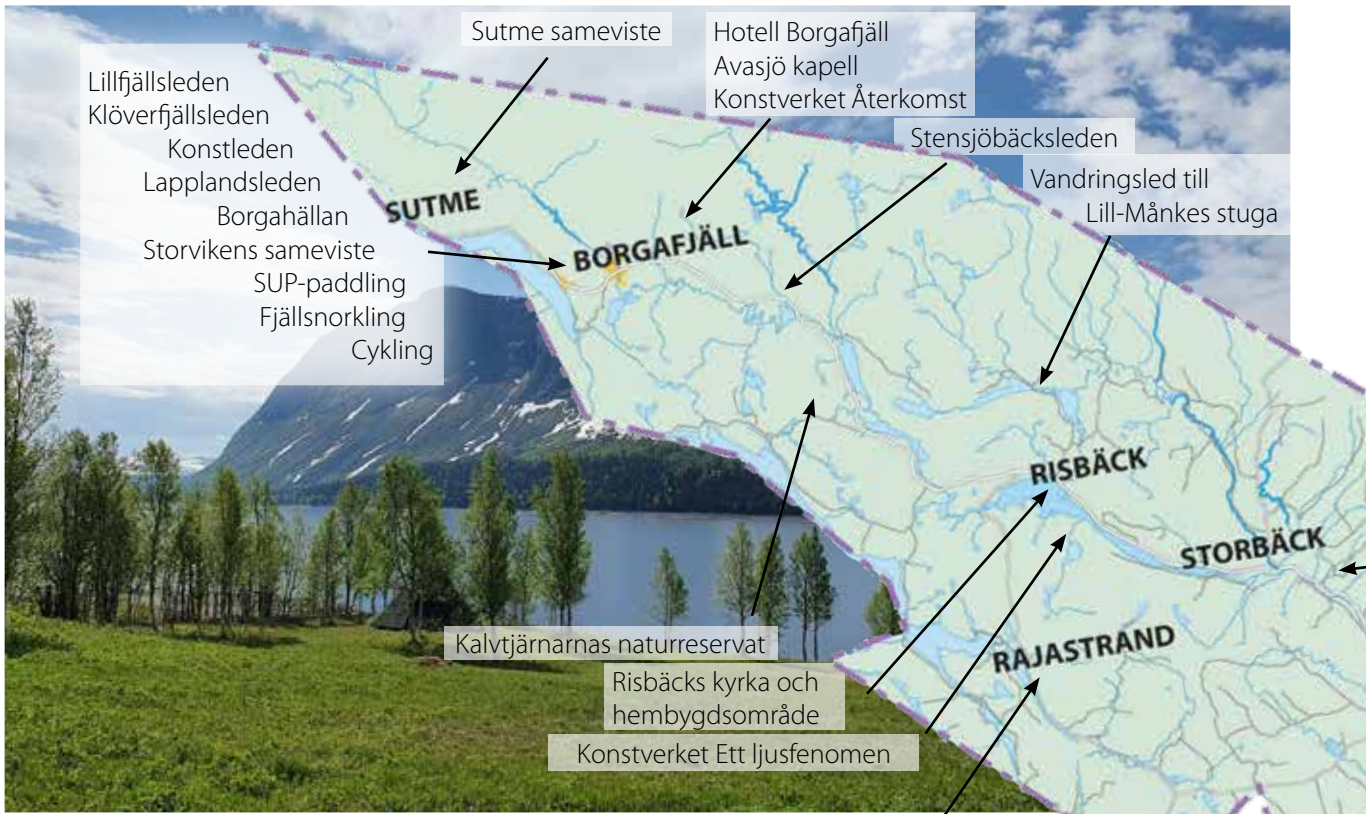 Sutme sameviste
Hotell Borgafjäll
Avasjö kapell
Konstverket Återkomst
Lillfjällsleden
Klöverfjällsleden
Konstleden
Lapplandsleden
Borgahällan
Storvikens sameviste
SUP-paddling
Fjällsnorkling
Cykling
Stensjöbäcksleden
Vandringsled till
Lill-Månkes stuga
SUTME
BORGAFJÄLL
RISBÄCK
STORBÄCK
RAJASTRAND
Kalvtjärnarnas naturreservat
Risbäcks kyrka och
hembygdsområde
Konstverket Ett ljusfenomen